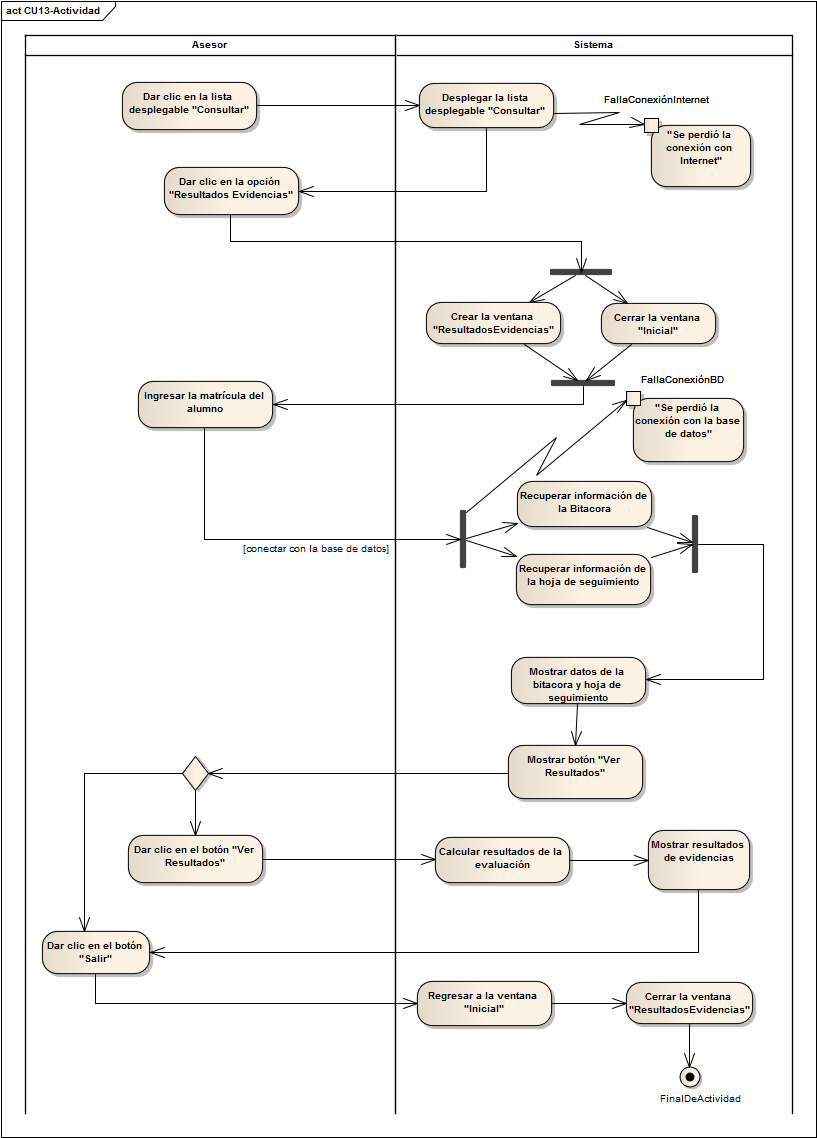 act CU13-Actividad
Asesor
Sistema
Dar clic en la lista
desplegable "Consultar"
Desplegar la lista
desplegable "Consultar"
FallaConexiónInternet
"Se perdió la
conexión con
Internet"
Dar clic en la opción
"Resultados Evidencias"
Crear la ventana
"ResultadosEvidencias"
Cerrar la ventana
"Inicial"
Ingresar la matrícula del
alumno
FallaConexiónBD
"Se perdió la
conexión con la base
de datos"
Recuperar información de
la Bitacora
[conectar con la base de datos]
Recuperar información de
la hoja de seguimiento
Mostrar datos de la
bitacora y hoja de
seguimiento
Mostrar botón "Ver
Resultados"
Dar clic en el botón "Ver
Resultados"
Calcular resultados de la
evaluación
Mostrar resultados
de evidencias
Dar clic en el botón
"Salir"
Regresar a la ventana
"Inicial"
Cerrar la ventana
"ResultadosEvidencias"
FinalDeActividad